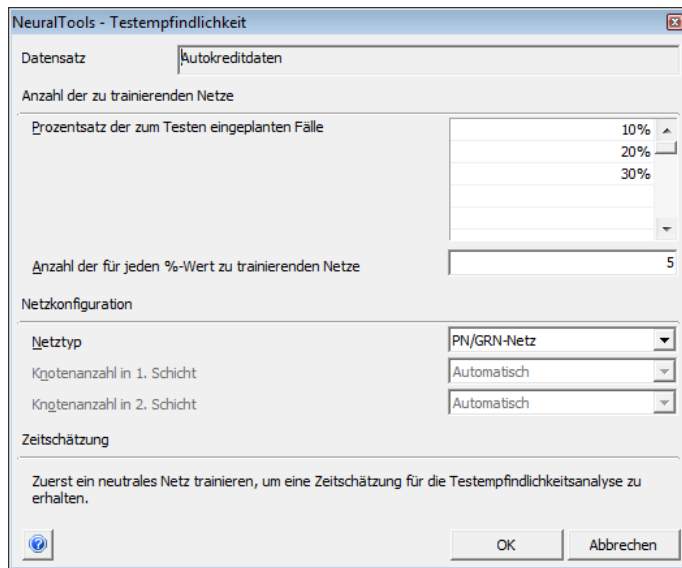 NeuralTools - Testempfindlichkeit
Datensatz Autokreditdaten
Anzahl der zu trainierenden Netze
Prozentsatz der zum Testen eingeplanten Fälle 10%
20%
30%
Anzahl der für jeden %-Wert zu trainierenden Netze 5
Netzkonfiguration
Netztyp PN/GRN-Netz
Knotenanzahl in 1. Schicht Automatisch
Knotenanzahl in 2. Schicht Automatisch
Zeitschätzung
Zuerst ein neutrales Netz trainieren, um eine Zeitschätzung für die Testempfindlichkeitsanalyse zu
erhalten.
OK Abbrechen